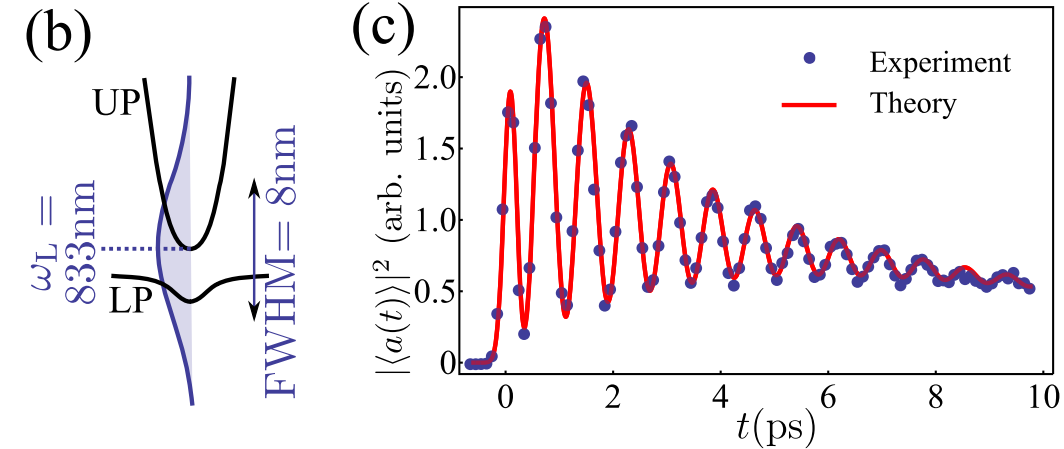 (b)
UP
LP
ω_L =
833nm
FWHM= 8nm
(c)
|⟨a(t)⟩|² (arb. units)
2.0
1.5
1.0
0.5
0
Experiment
Theory
0 2 4 6 8 10
t(ps)